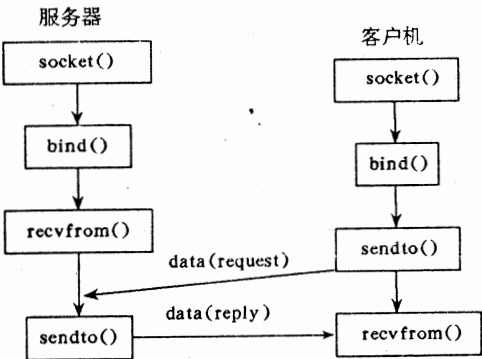 服务器
客户机
socket()
socket()
bind()
bind()
recvfrom()
sendto()
data(request)
data(reply)
sendto()
recvfrom()